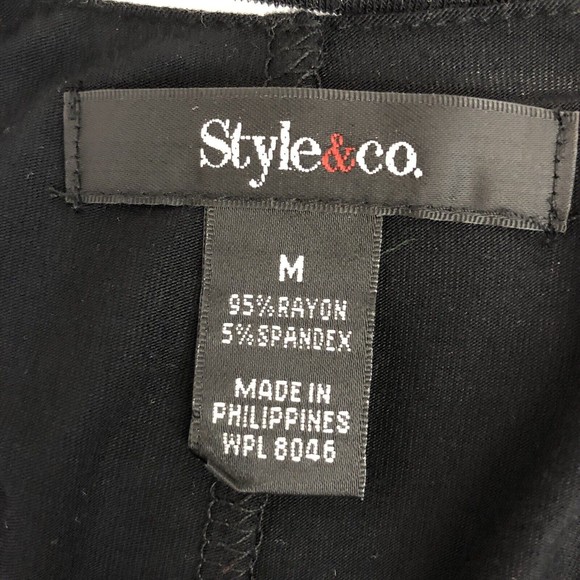 Style&co.
M
95%RAYON
5%SPANDEX
MADE IN
PHILIPPINES
WPL 8046